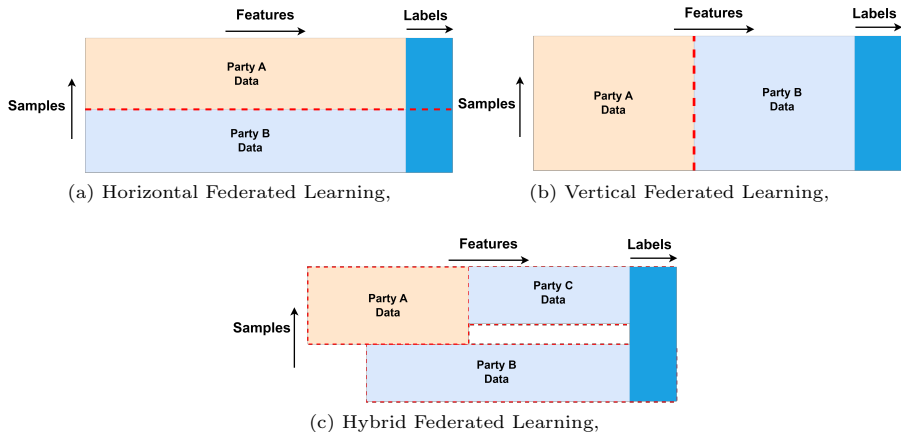 Features
Labels
Samples
Party A
Data
Party B
Data
(a) Horizontal Federated Learning,
Features
Labels
Samples
Party A
Data
Party B
Data
(b) Vertical Federated Learning,
Features
Labels
Samples
Party A
Data
Party C
Data
Party B
Data
(c) Hybrid Federated Learning,